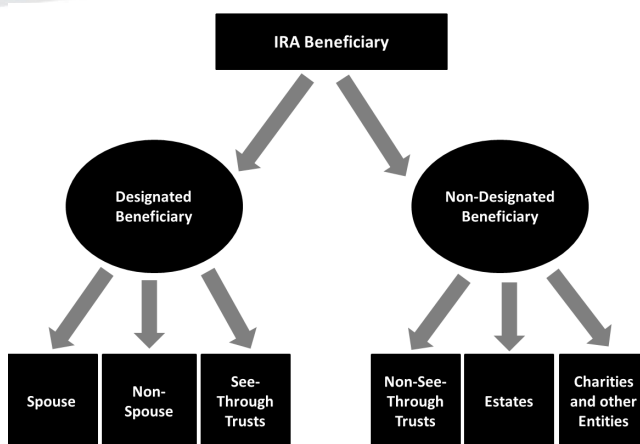 IRA Beneficiary
Designated
Beneficiary
Non-Designated
Beneficiary
Spouse
Non-
Spouse
See-
Through
Trusts
Non-See-
Through
Trusts
Estates
Charities
and other
Entities